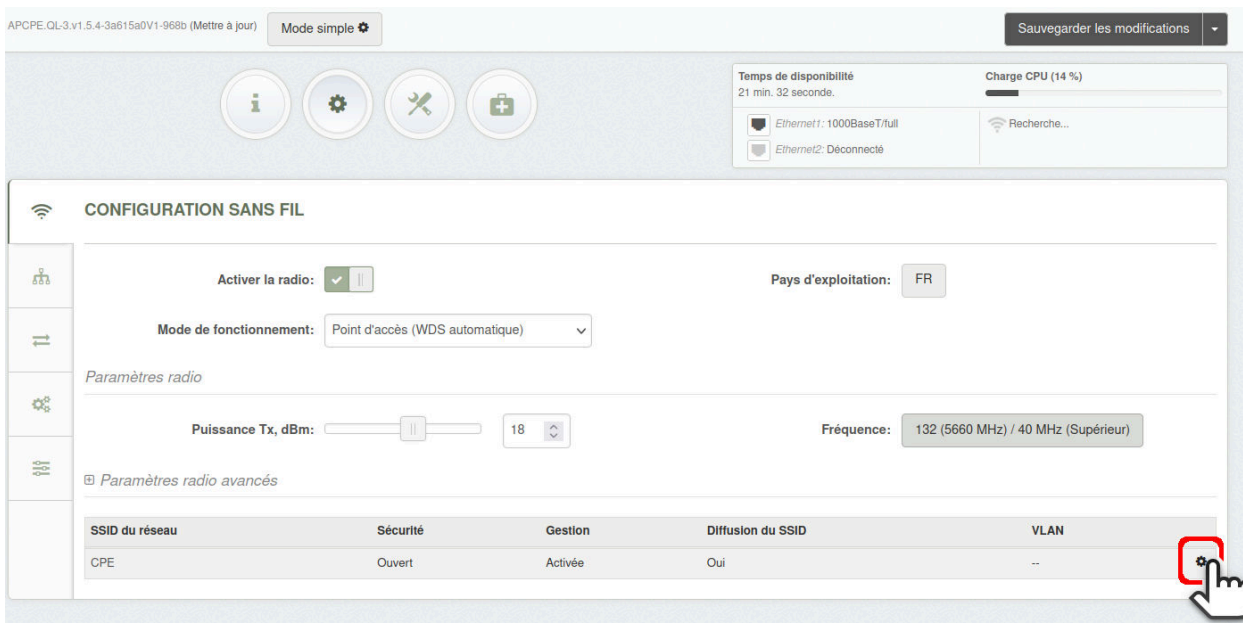 APCPE.QL-3.v1.5.4-3a615a0V1-968b (Mettre à jour)
Mode simple
Sauvegarder les modifications
Temps de disponibilité
21 min. 32 seconde.
Charge CPU (14 %)
Ethernet1: 1000BaseT/full
Recherche...
Ethernet2: Déconnecté
CONFIGURATION SANS FIL
Activer la radio:
Pays d'exploitation: FR
Mode de fonctionnement: Point d'accès (WDS automatique)
Paramètres radio
Puissance Tx, dBm: 18
Fréquence: 132 (5660 MHz) / 40 MHz (Supérieur)
Paramètres radio avancés
SSID du réseau Sécurité Gestion Diffusion du SSID VLAN
CPE Ouvert Activée Oui --